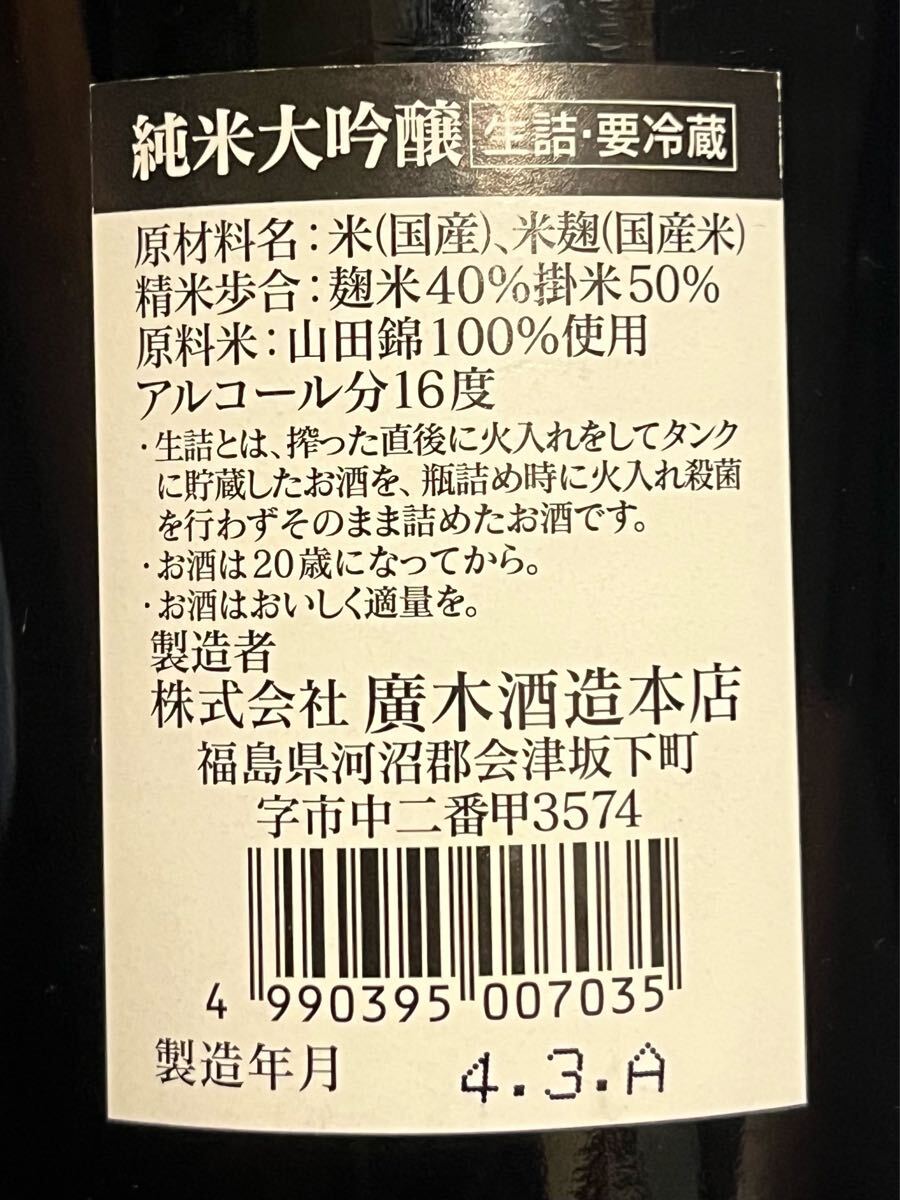 純米大吟醸 生詰・要冷蔵
原材料名：米(国産)、米麹(国産米)
精米歩合：麹米40%掛米50%
原料米：山田錦100%使用
アルコール分16度
・生詰とは、搾った直後に火入れをしてタンク
に貯蔵したお酒を、瓶詰め時に火入れ殺菌
を行わずそのまま詰めたお酒です。
・お酒は20歳になってから。
・お酒はおいしく適量を。
製造者
株式会社 廣木酒造本店
福島県河沼郡会津坂下町
字市中二番甲3574
4 990395 007035
製造年月 4.3.A